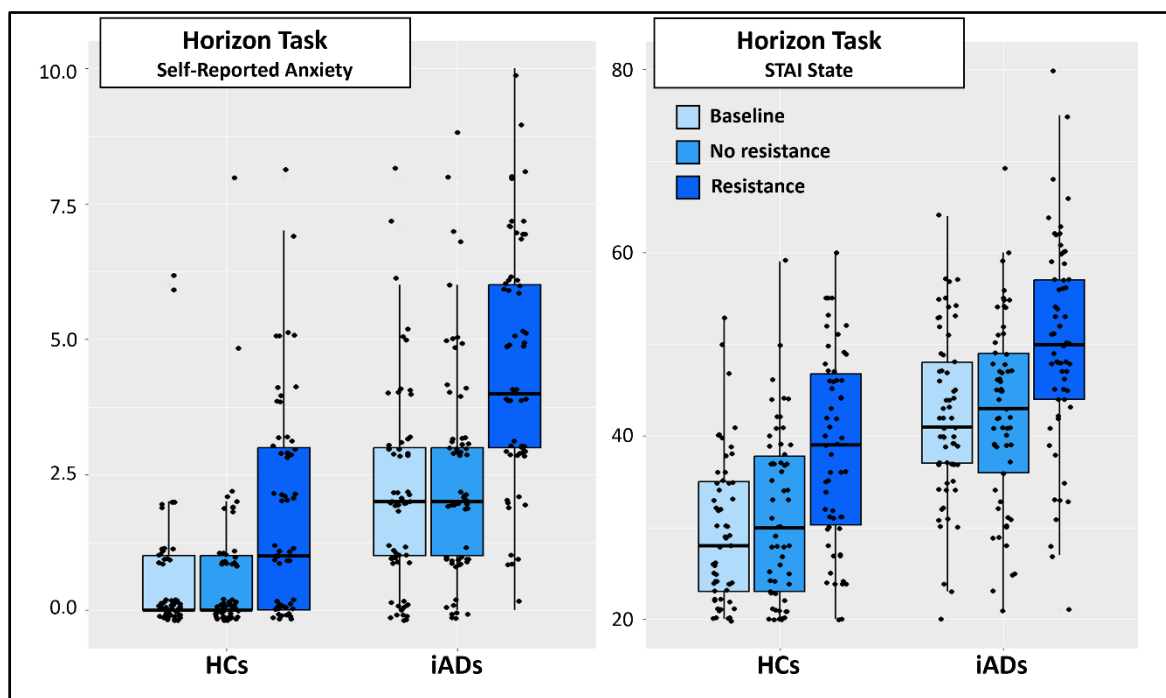 Horizon Task
Self-Reported Anxiety
10.0
7.5
5.0
2.5
0.0
HCs
iADs
Horizon Task
STAI State
Baseline
No resistance
Resistance
80
60
40
20
HCs
iADs